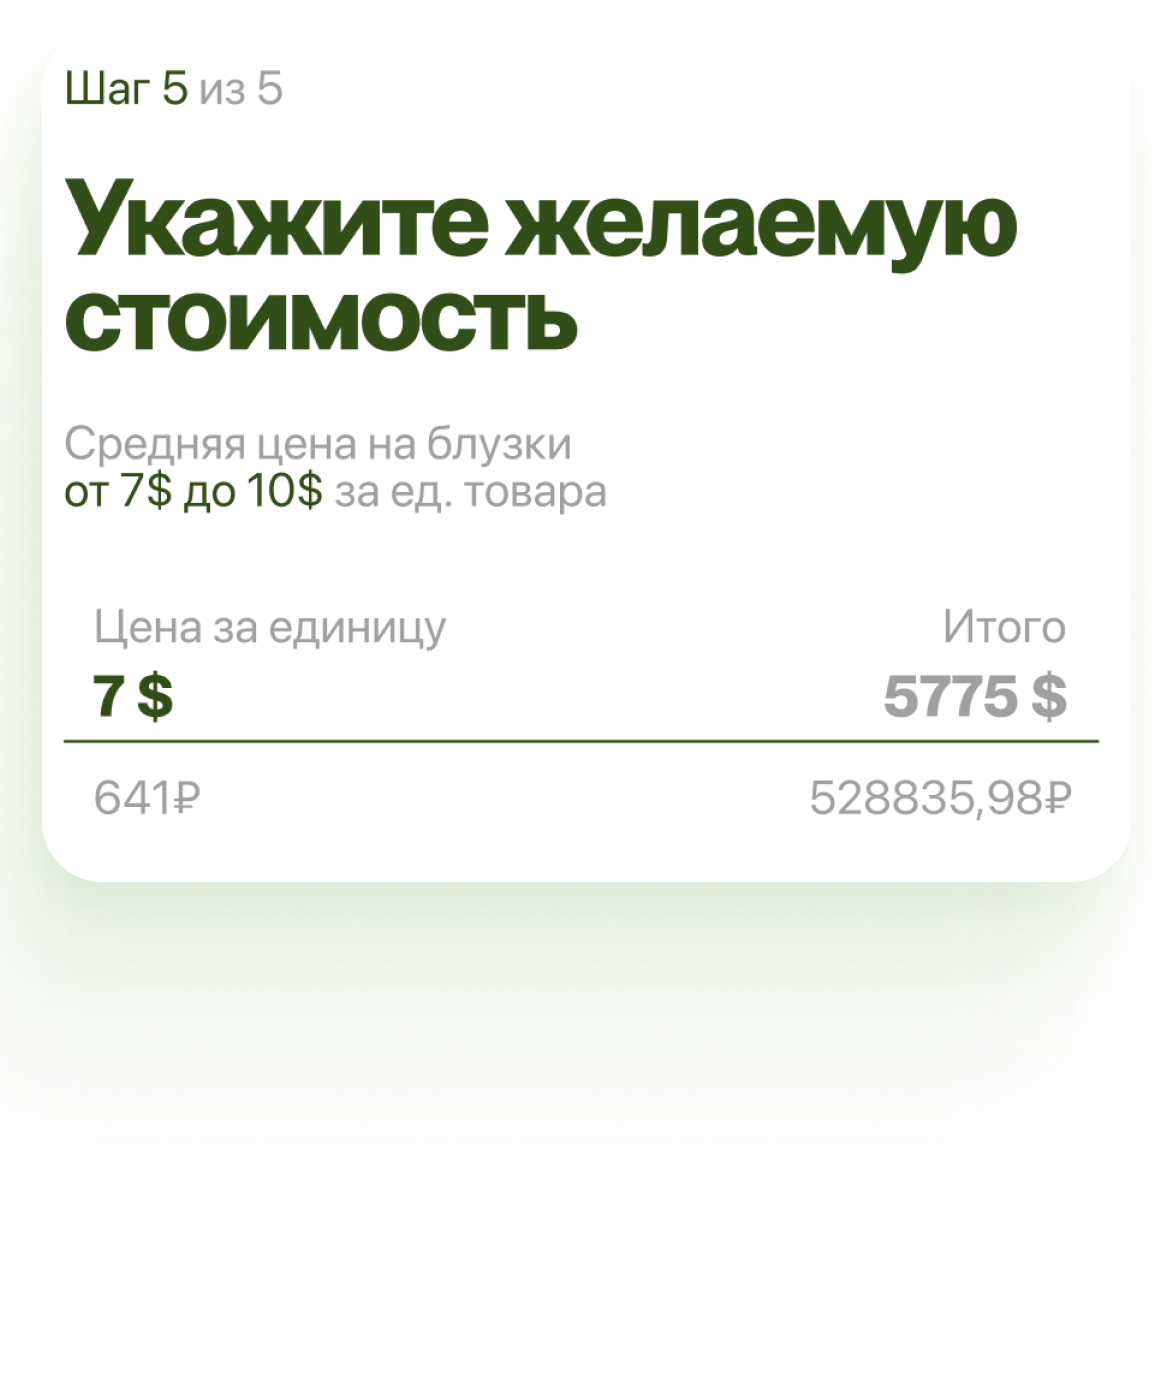 Шаг 5 из 5
Укажите желаемую
стоимость
Средняя цена на блузки
от 7$ до 10$ за ед. товара
Цена за единицу Итого
7 $ 5775 $
641₽ 528835,98₽